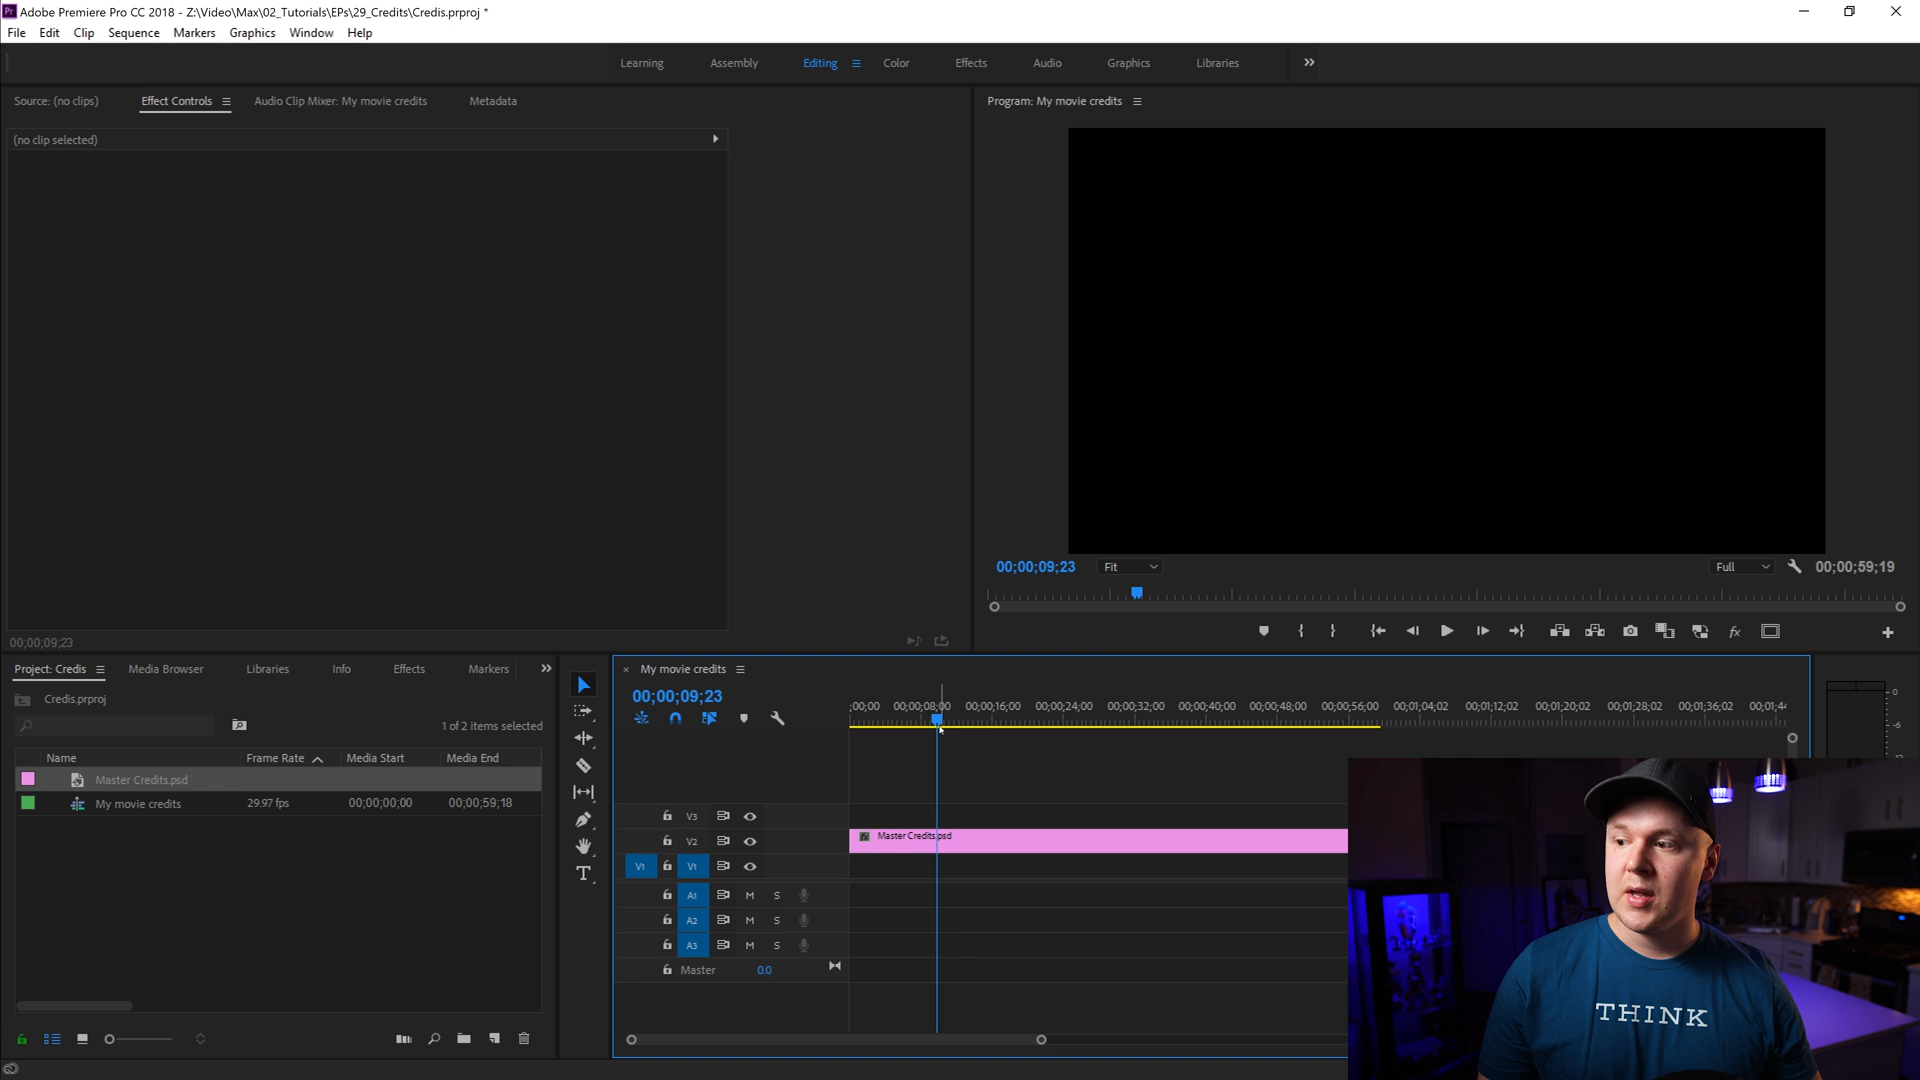 Adobe Premiere Pro CC 2018 - Z:\Video\Max\02_Tutorials\EPs\29_Credits\Credis.prproj *
File Edit Clip Sequence Markers Graphics Window Help
Learning Assembly Editing Color Effects Audio Graphics Libraries
Source: (no clips) Effect Controls Audio Clip Mixer: My movie credits Metadata
Program: My movie credits
(no clip selected)
00;00;09;23 Fit Full 00;00;59;19
00;00;09;23
Project: Credis Media Browser Libraries Info Effects Markers
My movie credits
Credis.prproj
00;00;09;23
1 of 2 items selected
;00;00 00;00;08;00 00;00;16;00 00;00;24;00 00;00;32;00 00;00;40;00 00;00;48;00 00;00;56;00 00;01;04;02 00;01;12;02 00;01;20;02 00;01;28;02 00;01;36;02 00;01;44
0
-6
Name Frame Rate Media Start Media End
Master Credits.psd
My movie credits 29.97 fps 00;00;00;00 00;00;59;18
V3
V2 Master Credits.psd
V1 V1
A1 M S
A2 M S
A3 M S
Master 0.0
THINK